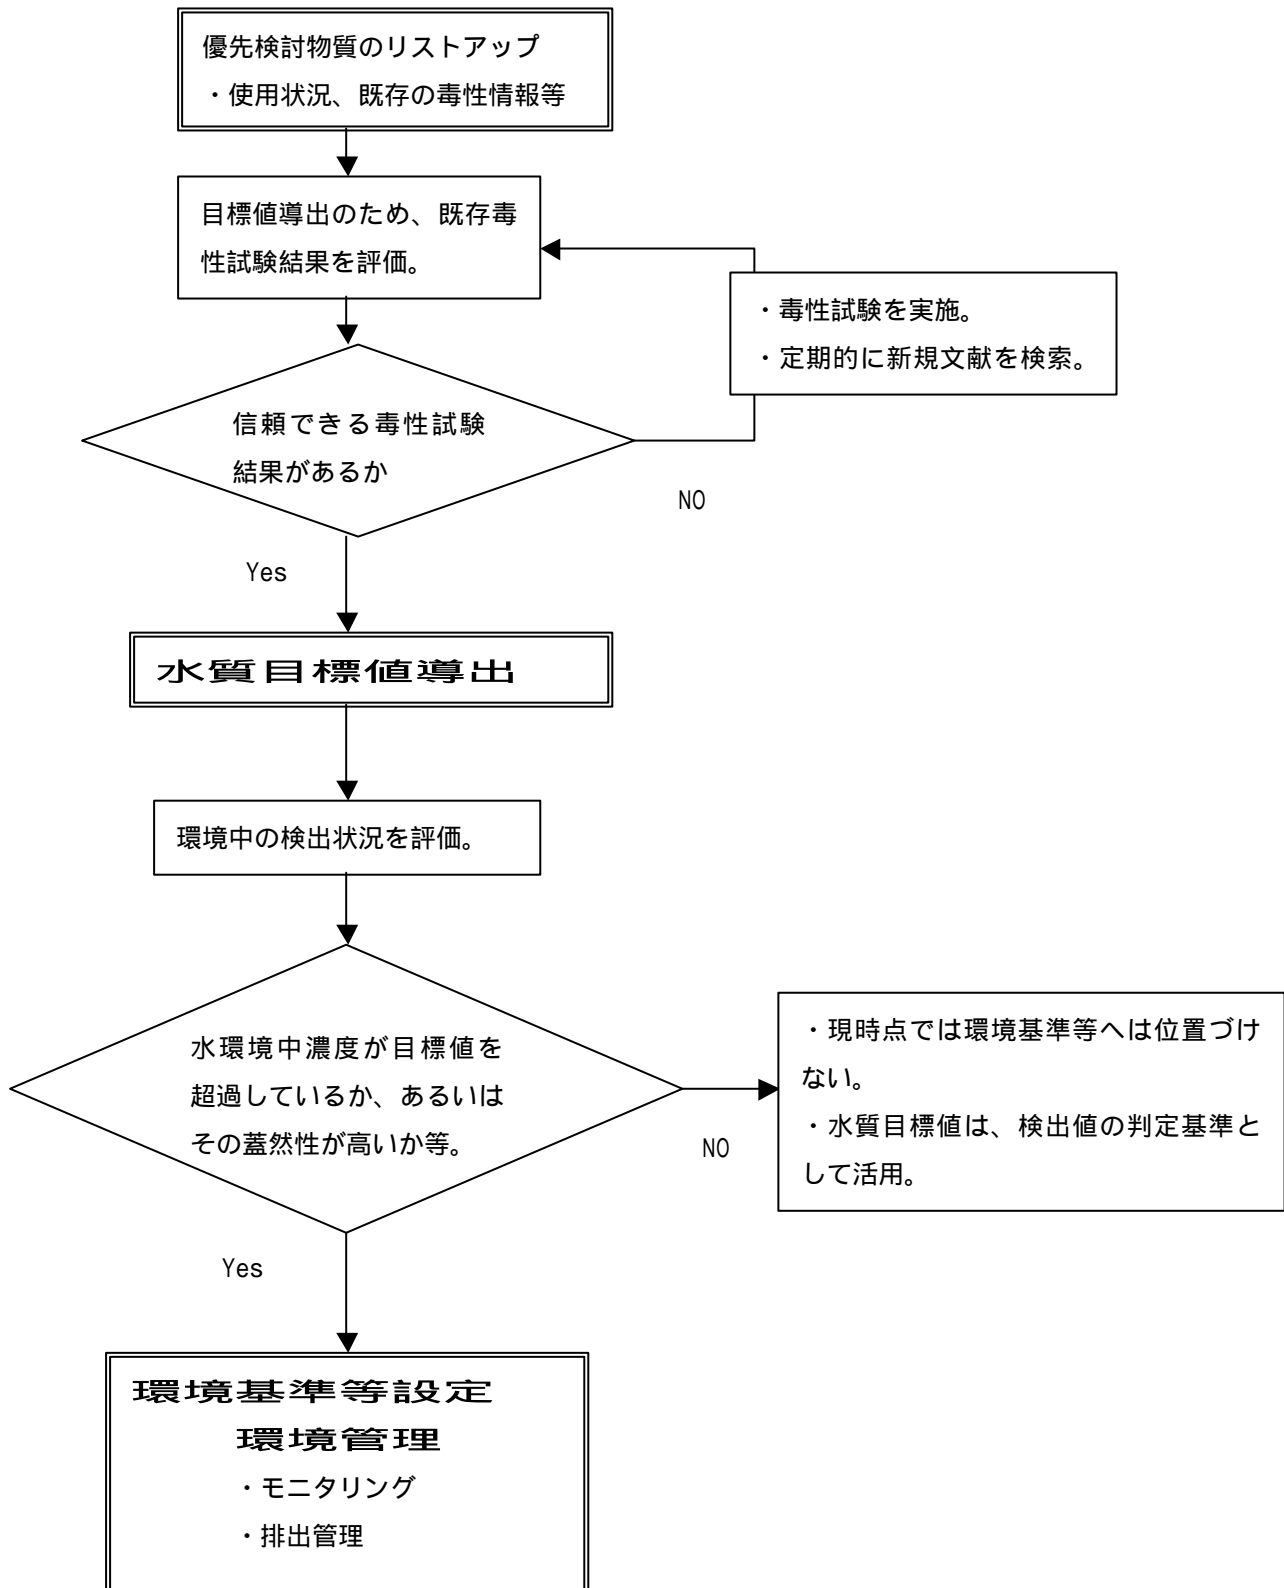 優先検討物質のリストアップ
・使用状況、既存の毒性情報等
目標値導出のため、既存毒
性試験結果を評価。
・毒性試験を実施。
・定期的に新規文献を検索。
信頼できる毒性試験
結果があるか
NO
Yes
水質目標値導出
環境中の検出状況を評価。
水環境中濃度が目標値を
超過しているか、あるいは
その蓋然性が高いか等。
NO
・現時点では環境基準等へは位置づけ
ない。
・水質目標値は、検出値の判定基準と
して活用。
Yes
環境基準等設定
環境管理
・モニタリング
・排出管理